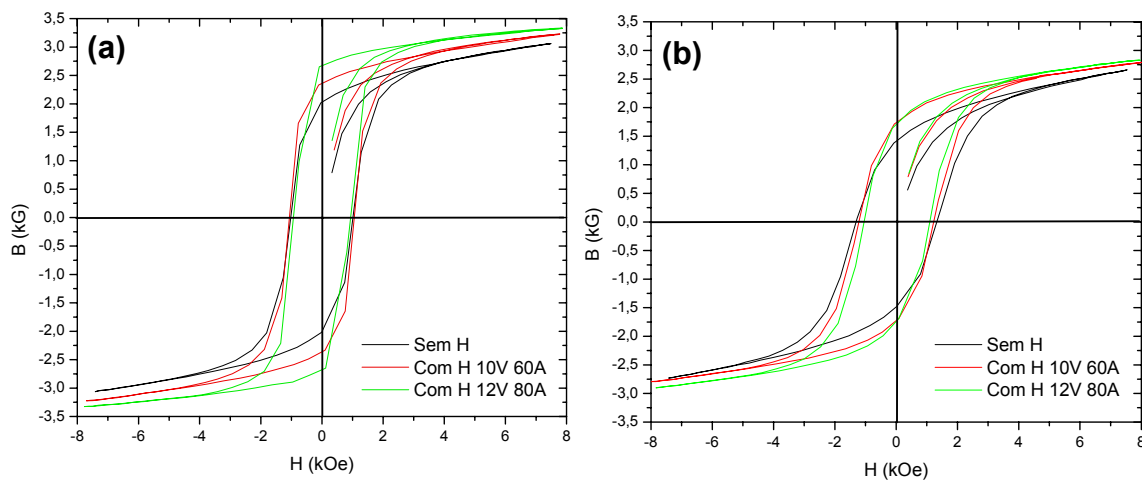 (a)
3,5
3,0
2,5
2,0
1,5
1,0
0,5
0,0
-0,5
-1,0
-1,5
-2,0
-2,5
-3,0
-3,5
B (kG)
Sem H
Com H 10V 60A
Com H 12V 80A
-8 -6 -4 -2 0 2 4 6 8
H (kOe)
(b)
3,5
3,0
2,5
2,0
1,5
1,0
0,5
0,0
-0,5
-1,0
-1,5
-2,0
-2,5
-3,0
-3,5
B (kG)
Sem H
Com H 10V 60A
Com H 12V 80A
-8 -6 -4 -2 0 2 4 6 8
H (kOe)